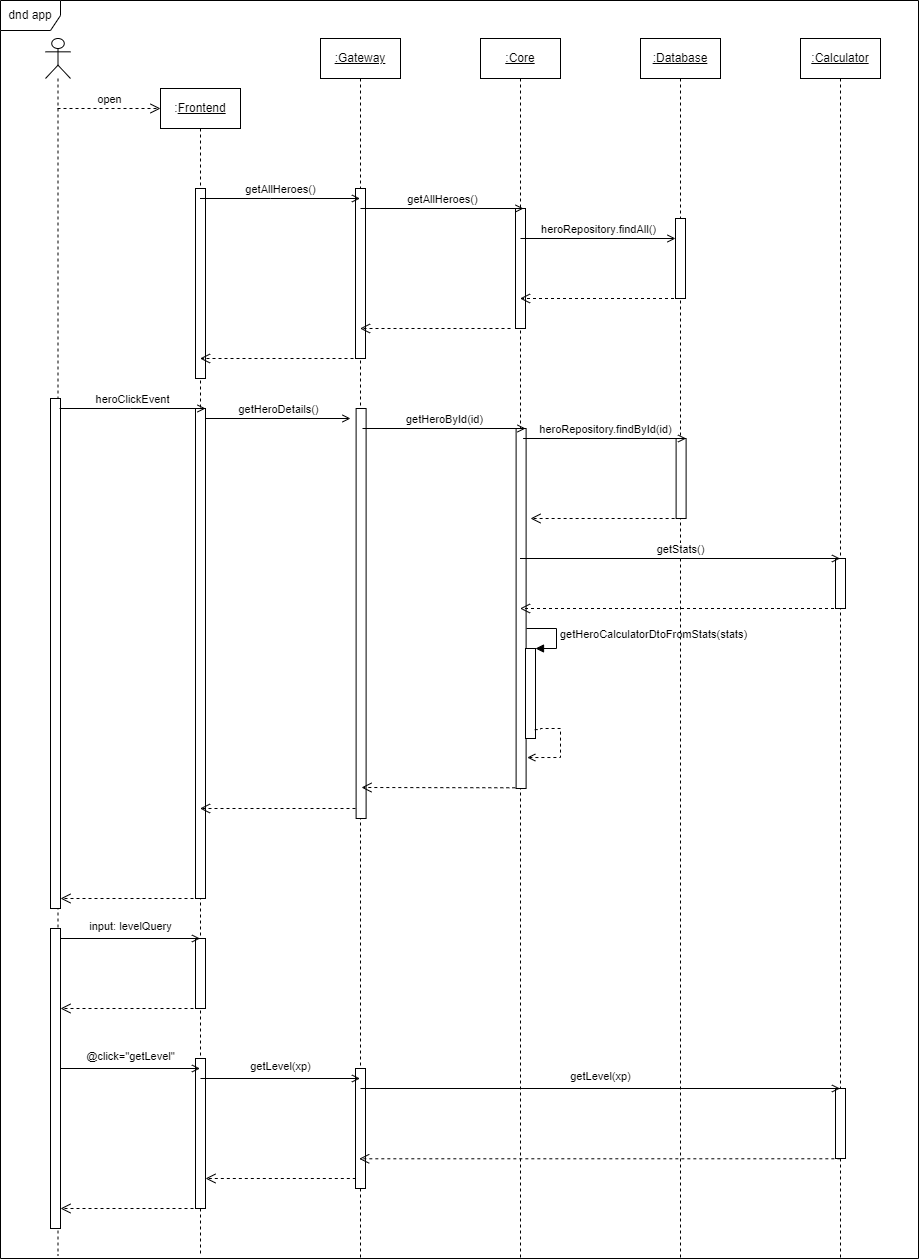 dnd app
:Gateway
:Core
:Database
:Calculator
open
:Frontend
getAllHeroes()
getAllHeroes()
heroRepository.findAll()
heroClickEvent
getHeroDetails()
getHeroById(id)
heroRepository.findById(id)
getStats()
getHeroCalculatorDtoFromStats(stats)
input: levelQuery
@click="getLevel"
getLevel(xp)
getLevel(xp)